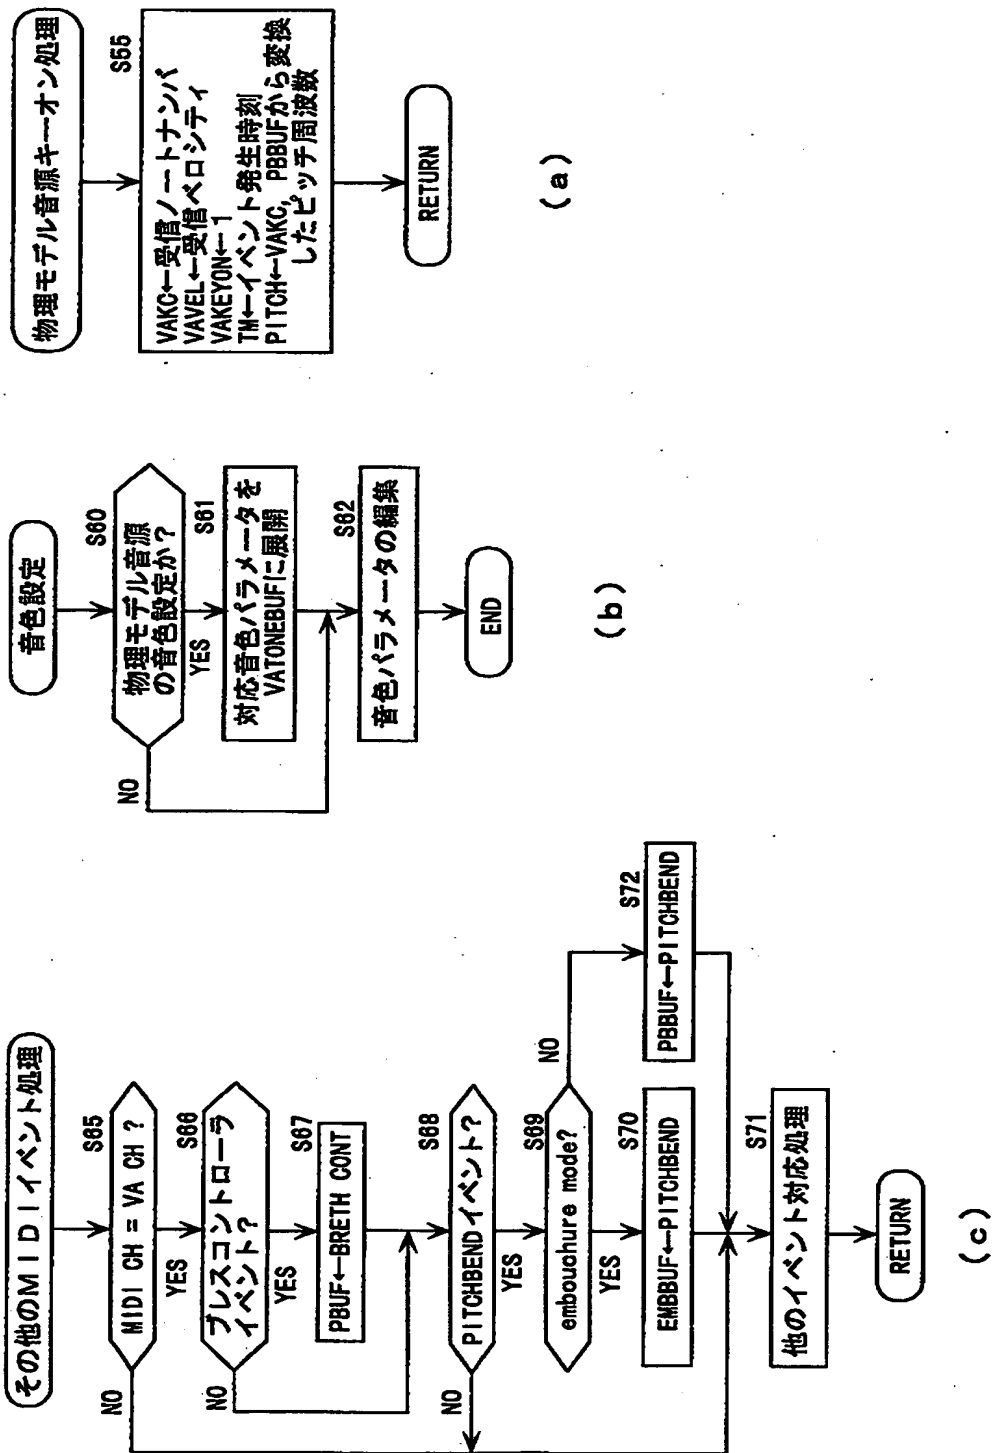 物理モデル音源キーオン処理
S55
VAKC←受信ノートナンバ
VAVEL←受信ベロシティ
VAKEYON←1
TM←イベント発生時刻
PITCH←VAKC, PBBUFから変換
したピッチ周波数
RETURN
(a)
音色設定
S60
物理モデル音源
の音色設定か？
NO
YES
S61
対応音色パラメータを
VATONEBUFに展開
S62
音色パラメータの編集
END
(b)
その他のＭＩＤＩイベント処理
S65
MIDI CH = VA CH ?
NO
YES
S66
ブレスコントローラ
イベント？
NO
YES
S67
PBUF←BRETH CONT
S68
PITCHBENDイベント？
NO
YES
S69
embouchure mode?
NO
YES
S70
EMBBUF←PITCHBEND
S72
PBBUF←PITCHBEND
S71
他のイベント対応処理
RETURN
(c)